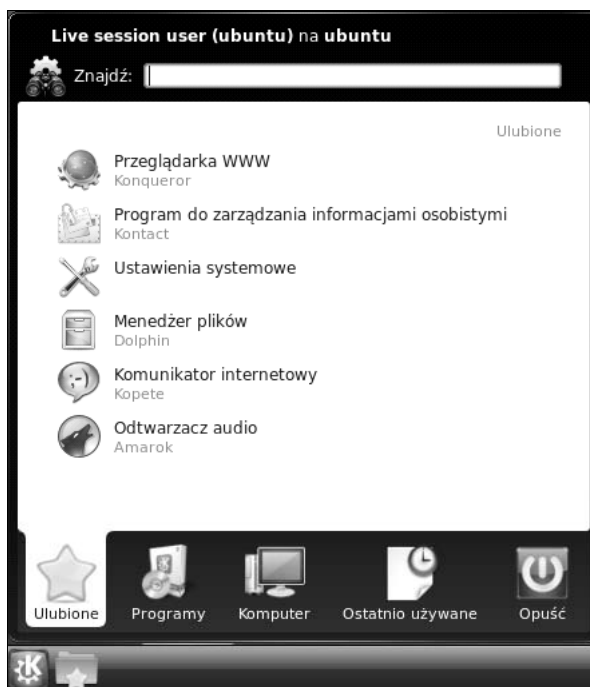 Live session user (ubuntu) na ubuntu
Znajdź:
Ulubione
Przeglądarka WWW
Konqueror
Program do zarządzania informacjami osobistymi
Kontact
Ustawienia systemowe
Menedżer plików
Dolphin
Komunikator internetowy
Kopete
Odtwarzacz audio
Amarok
Ulubione Programy Komputer Ostatnio używane Opuść